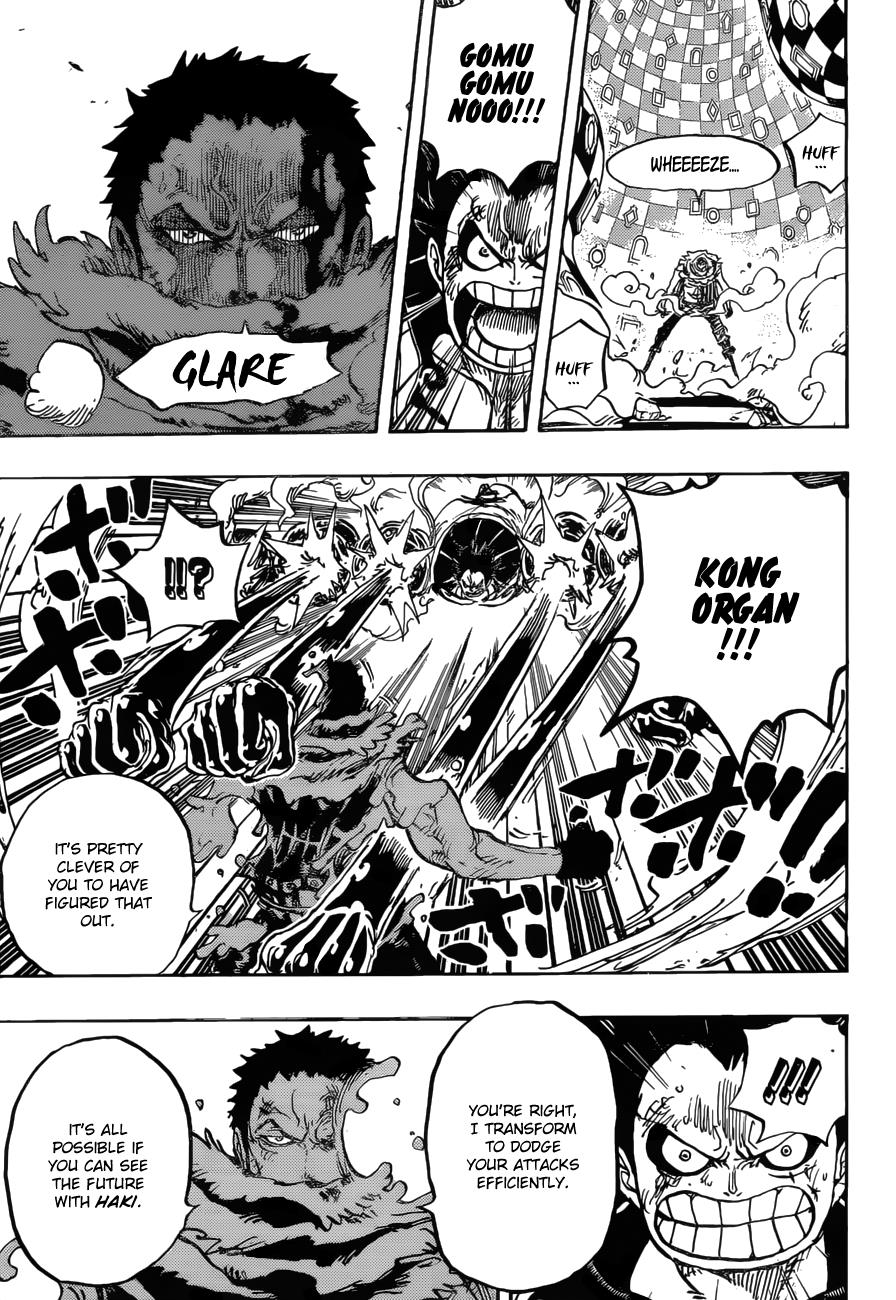 HUFF
...
WHEEEEZE....
HUFF
...
GOMU
GOMU
NOOO!!!
GLARE
KONG
ORGAN
!!!
!!?
IT'S PRETTY
CLEVER OF
YOU TO HAVE
FIGURED THAT
OUT.
!!!!
YOU'RE RIGHT,
I TRANSFORM
TO DODGE
YOUR ATTACKS
EFFICIENTLY.
IT'S ALL
POSSIBLE IF
YOU CAN SEE
THE FUTURE
WITH HAKI.